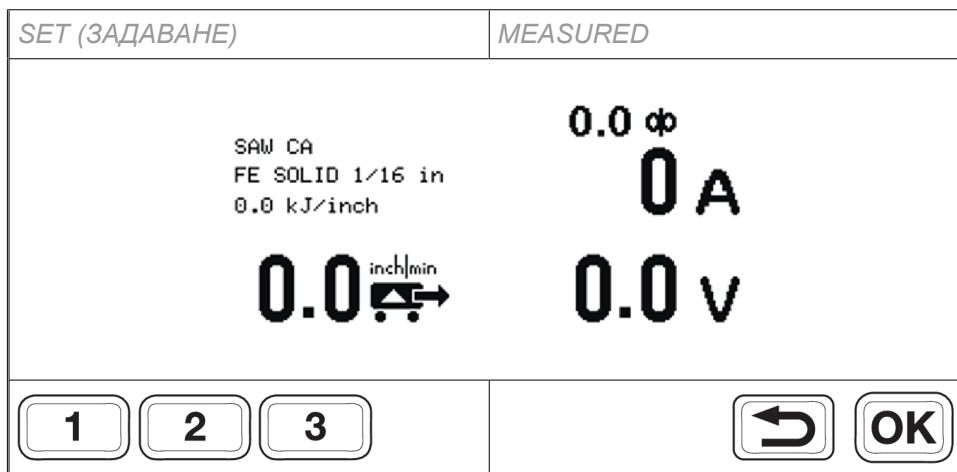 SET (ЗАДАВАНЕ)
MEASURED
SAW CA
FE SOLID 1/16 in
0.0 kJ/inch
0.0 inch|min
0.0
0 A
0.0 V
1 2 3
OK